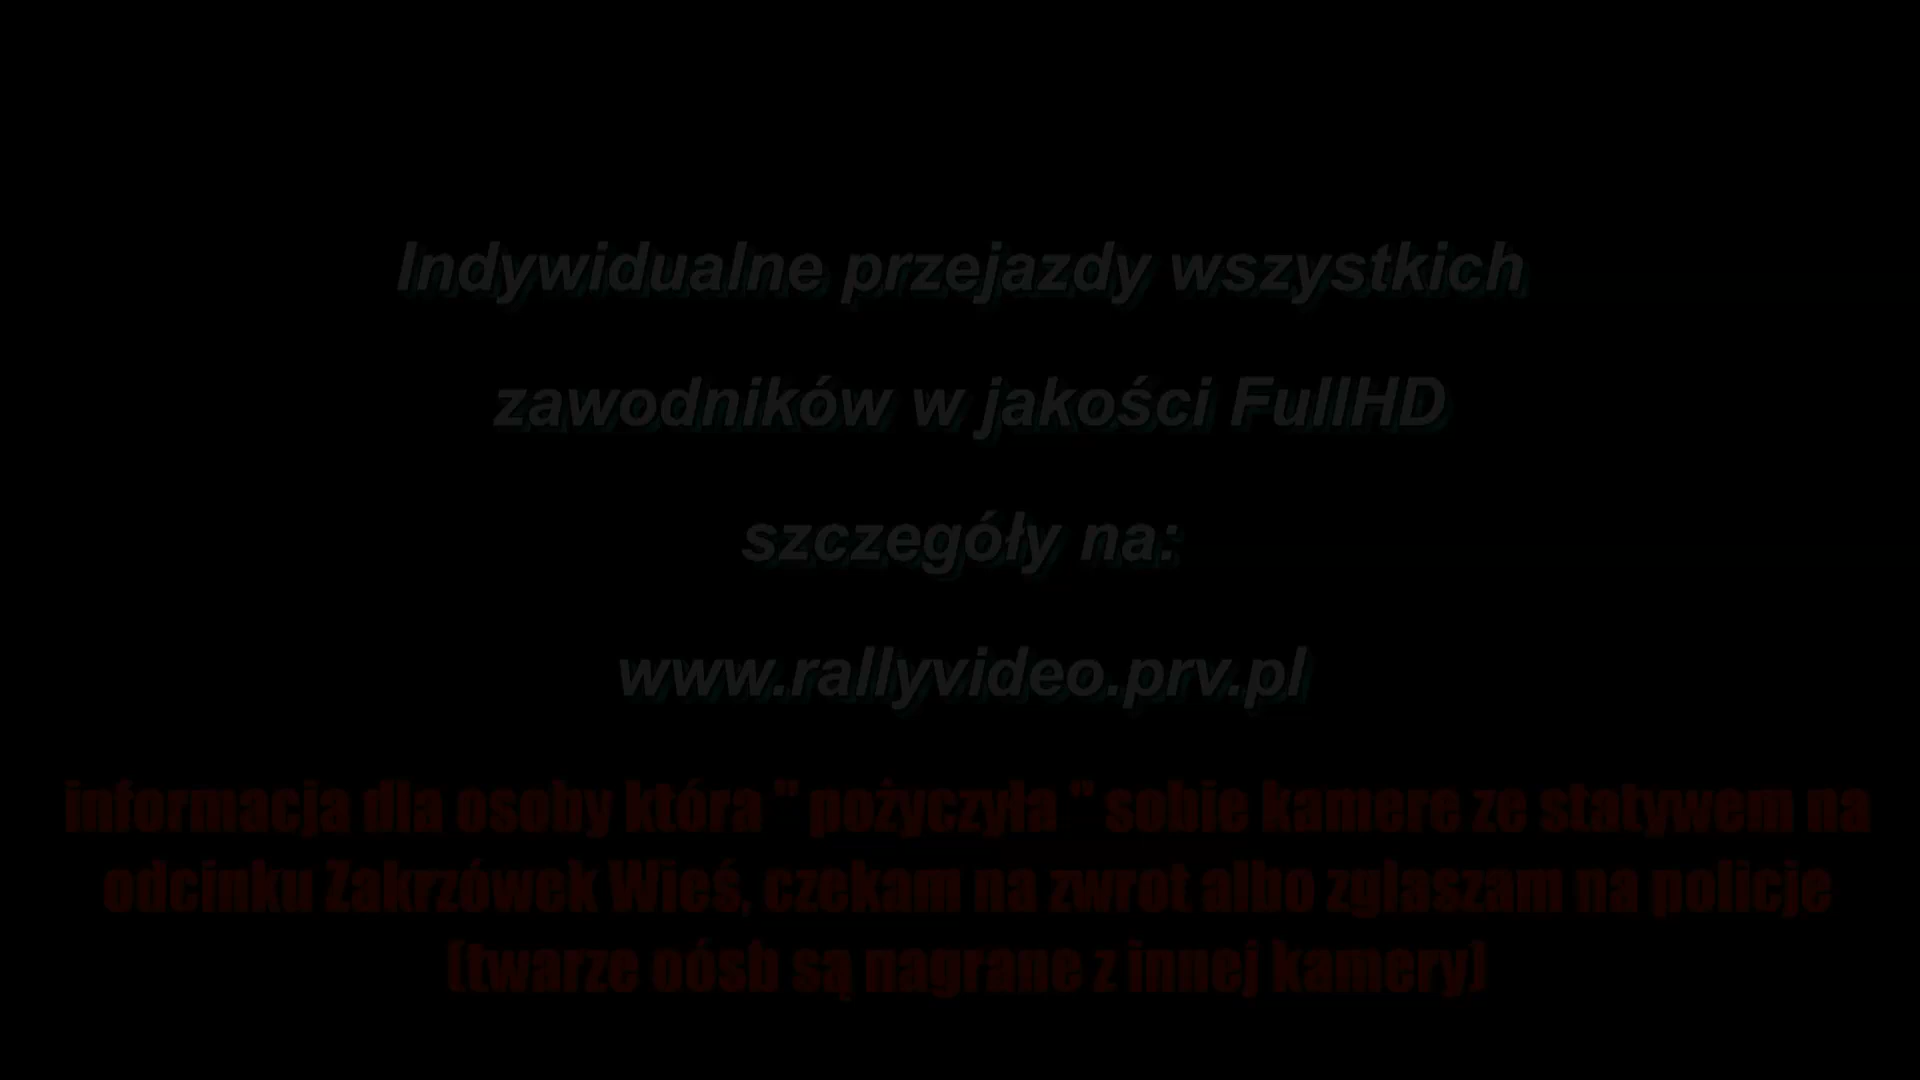 Indywidualne przejazdy wszystkich
zawodników w jakości FullHD
szczegóły na:
www.rallyvideo.prv.pl
informacja dla osoby która " pożyczyła " sobie kamere ze statywem na
odcinku Zakrzówek Wieś, czekam na zwrot albo zgłaszam na policje
(twarze oósb są nagrane z innej kamery)